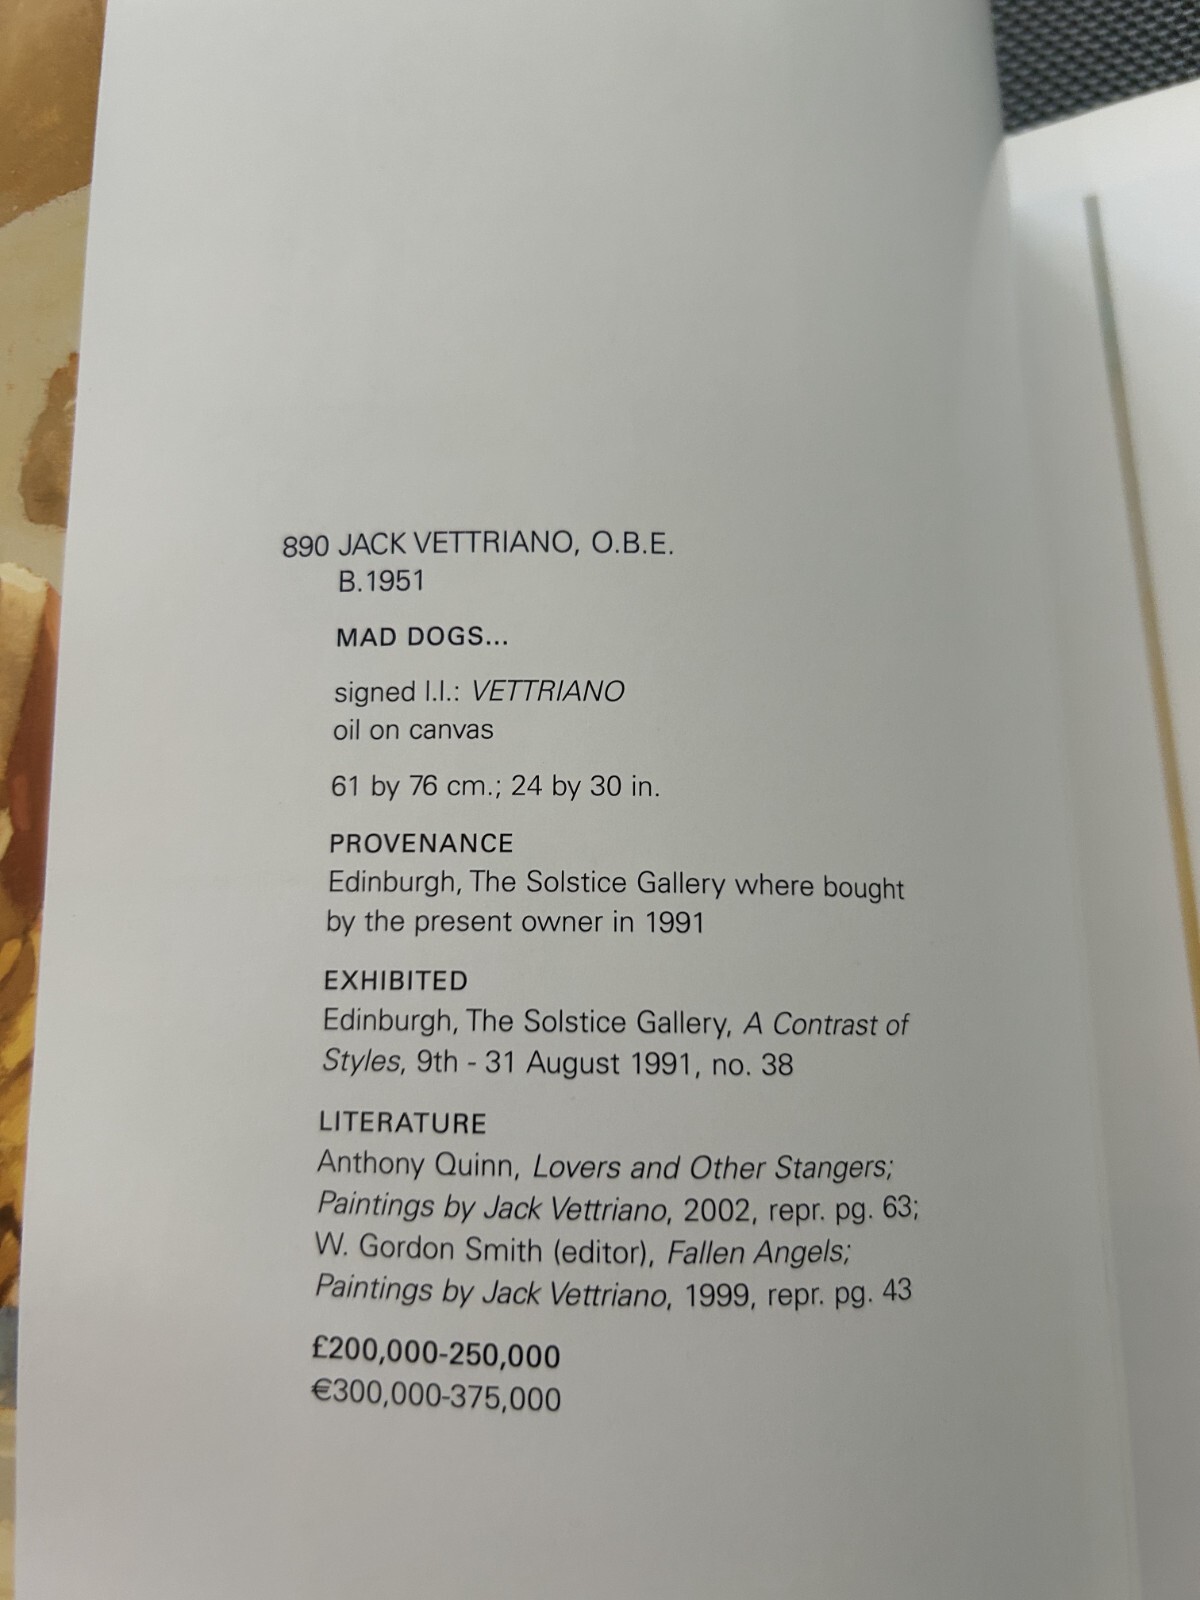 890 JACK VETTRIANO, O.B.E.
B.1951
MAD DOGS...
signed l.l.: VETTRIANO
oil on canvas
61 by 76 cm.; 24 by 30 in.
PROVENANCE
Edinburgh, The Solstice Gallery where bought
by the present owner in 1991
EXHIBITED
Edinburgh, The Solstice Gallery, A Contrast of
Styles, 9th - 31 August 1991, no. 38
LITERATURE
Anthony Quinn, Lovers and Other Stangers;
Paintings by Jack Vettriano, 2002, repr. pg. 63;
W. Gordon Smith (editor), Fallen Angels;
Paintings by Jack Vettriano, 1999, repr. pg. 43
£200,000-250,000
€300,000-375,000